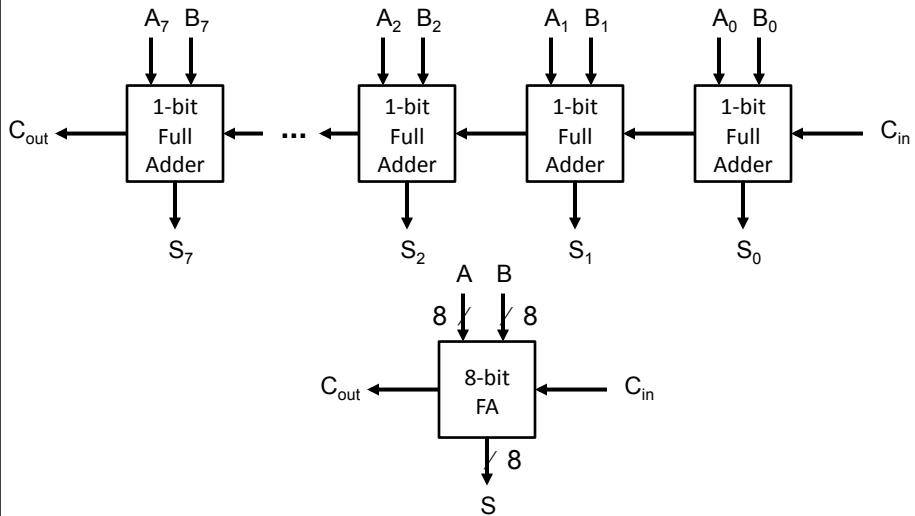 A₇ B₇ A₂ B₂ A₁ B₁ A₀ B₀
1-bit Full Adder
1-bit Full Adder
1-bit Full Adder
1-bit Full Adder
Cout ... Cin
S₇ S₂ S₁ S₀
A B
8 8
Cout 8-bit FA Cin
8
S